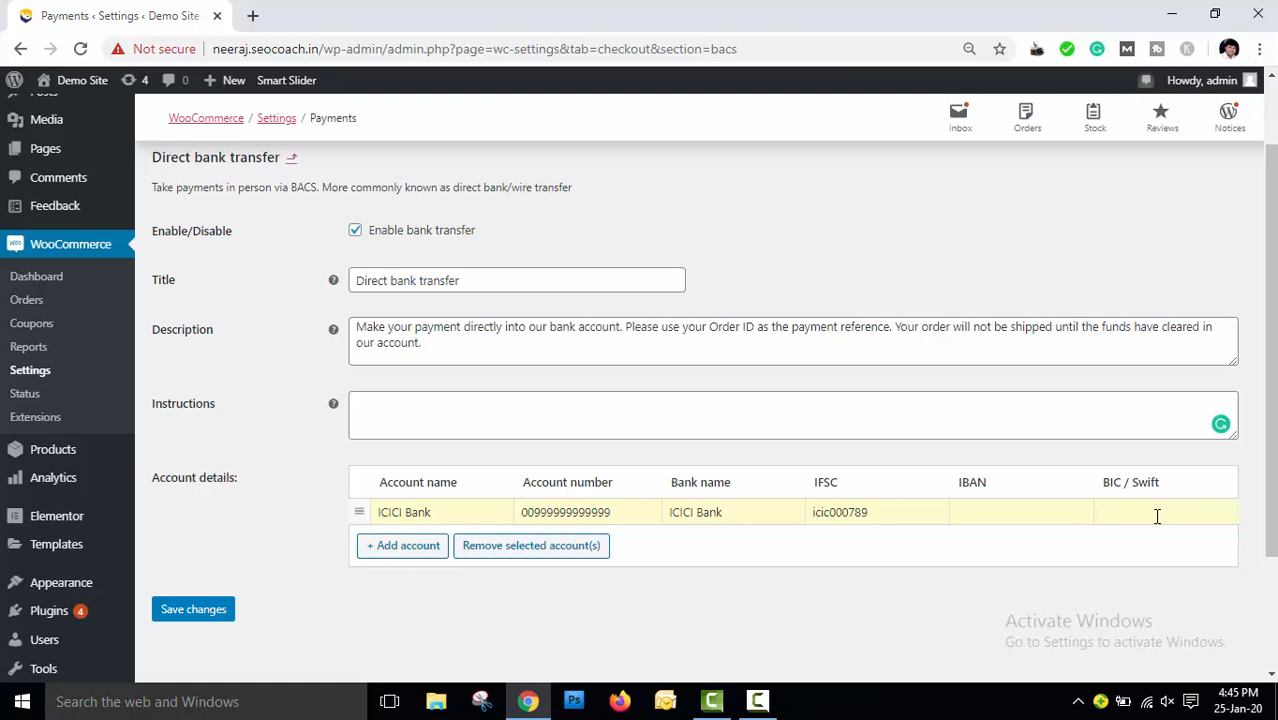 Payments ‹ Settings ‹ Demo Site -
Not secure
neeraj.seocoach.in/wp-admin/admin.php?page=wc-settings&tab=checkout&section=bacs
Demo Site
4
0
New
Smart Slider
Howdy, admin
Posts
Media
Pages
Comments
Feedback
WooCommerce
Dashboard
Orders
Coupons
Reports
Settings
Status
Extensions
Products
Analytics
Elementor
Templates
Appearance
Plugins 4
Users
Tools
WooCommerce / Settings / Payments
Inbox
Orders
Stock
Reviews
Notices
Direct bank transfer
Take payments in person via BACS. More commonly known as direct bank/wire transfer
Enable/Disable
Enable bank transfer
Title
Direct bank transfer
Description
Make your payment directly into our bank account. Please use your Order ID as the payment reference. Your order will not be shipped until the funds have cleared in
our account.
Instructions
Account details:
Account name Account number Bank name IFSC IBAN BIC / Swift
ICICI Bank 00999999999999 ICICI Bank icic000789
+ Add account
Remove selected account(s)
Save changes
Activate Windows
Go to Settings to activate Windows.
Search the web and Windows
4:45 PM
25-Jan-20